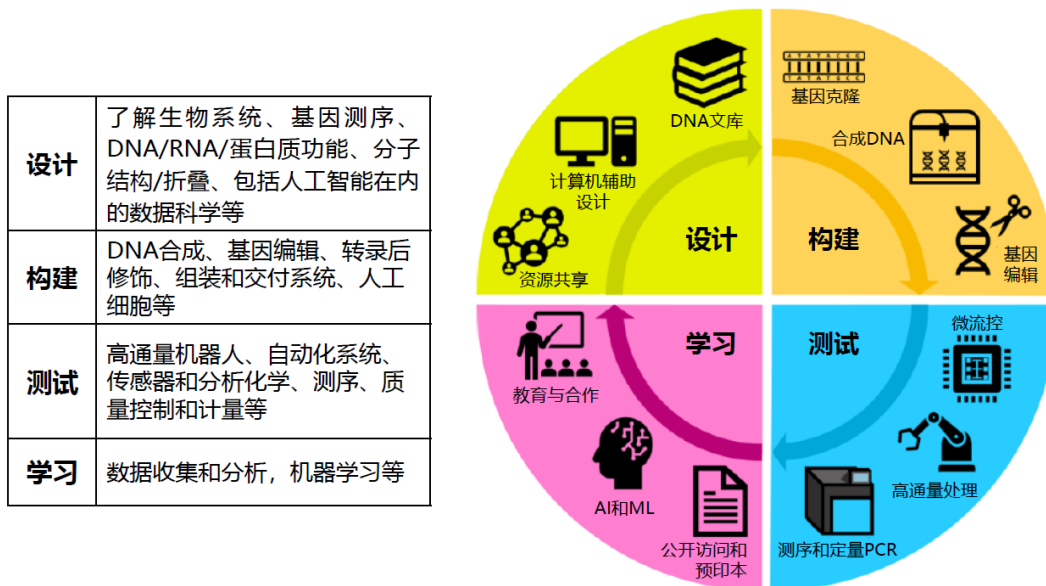 设计
了解生物系统、基因测序、
DNA/RNA/蛋白质功能、分子
结构/折叠、包括人工智能在内
的数据科学等
构建
DNA合成、基因编辑、转录后
修饰、组装和交付系统、人工
细胞等
测试
高通量机器人、自动化系统、
传感器和分析化学、测序、质
量控制和计量等
学习
数据收集和分析，机器学习等
DNA文库
计算机辅助
设计
资源共享
设计
ATATACCC
基因克隆
合成DNA
基因
编辑
构建
学习
教育与合作
AI和ML
公开访问和
预印本
测试
微流控
高通量处理
测序和定量PCR